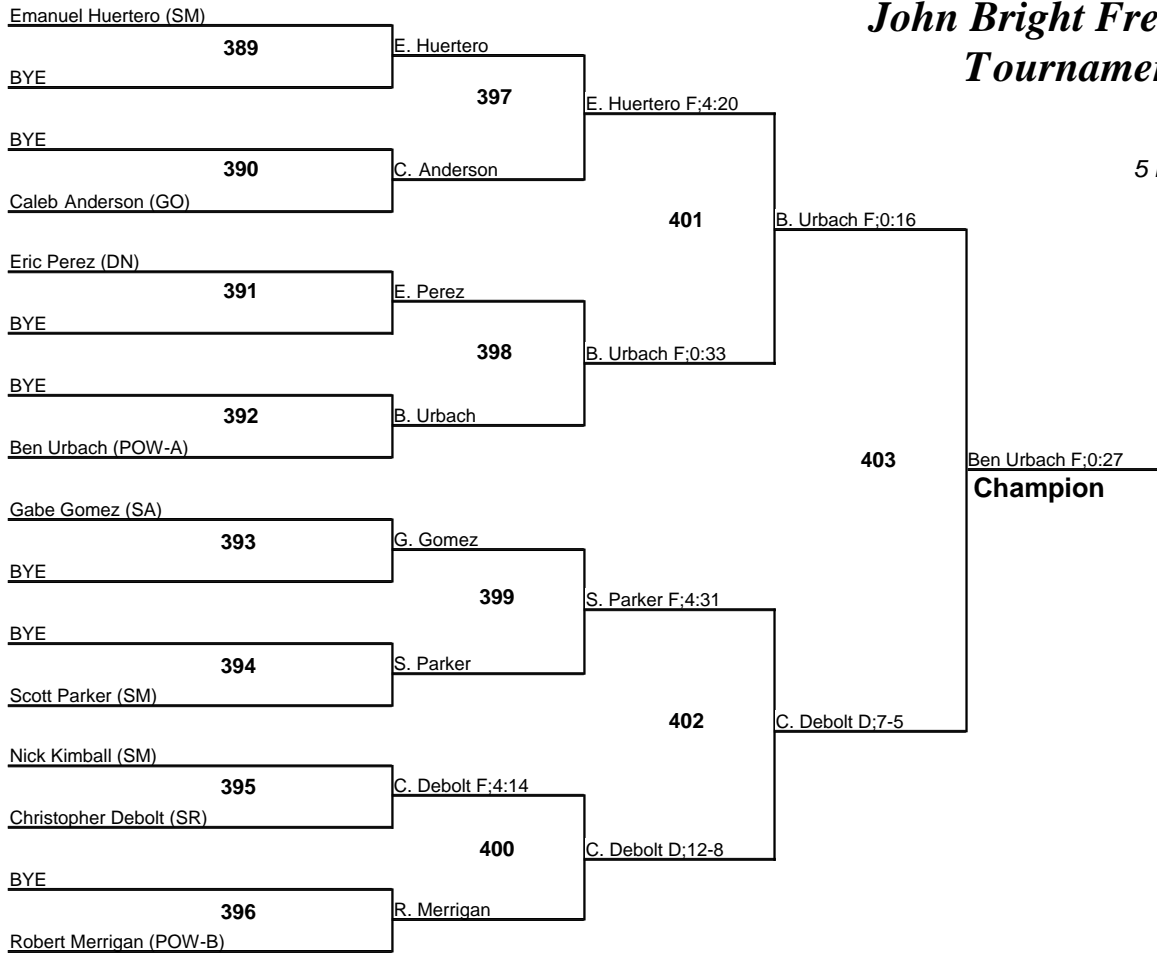 John Bright Fre
Tournamen
5
Emanuel Huertero (SM)
389
BYE
E. Huertero
397
E. Huertero F;4:20
BYE
390
Caleb Anderson (GO)
C. Anderson
401
B. Urbach F;0:16
Eric Perez (DN)
391
BYE
E. Perez
398
B. Urbach F;0:33
BYE
392
Ben Urbach (POW-A)
B. Urbach
403
Ben Urbach F;0:27
Champion
Gabe Gomez (SA)
393
BYE
G. Gomez
399
S. Parker F;4:31
BYE
394
Scott Parker (SM)
S. Parker
402
C. Debolt D;7-5
Nick Kimball (SM)
395
Christopher Debolt (SR)
C. Debolt F;4:14
400
C. Debolt D;12-8
BYE
396
Robert Merrigan (POW-B)
R. Merrigan